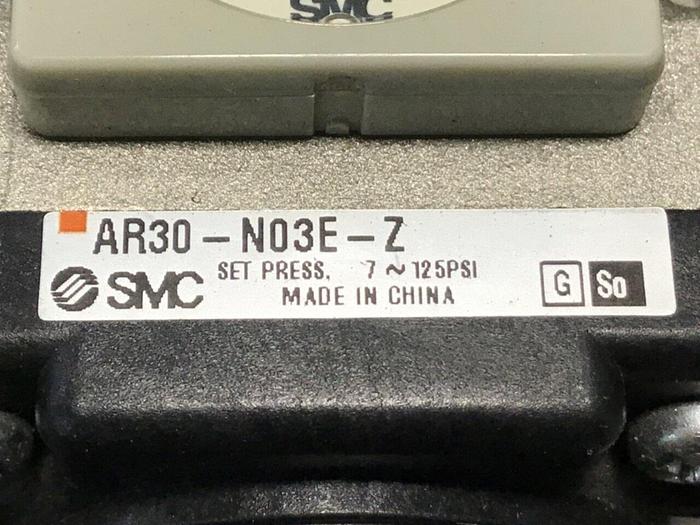 SMC
AR30-N03E-Z
SMC SET PRESS. 7~125PSI
MADE IN CHINA
G So